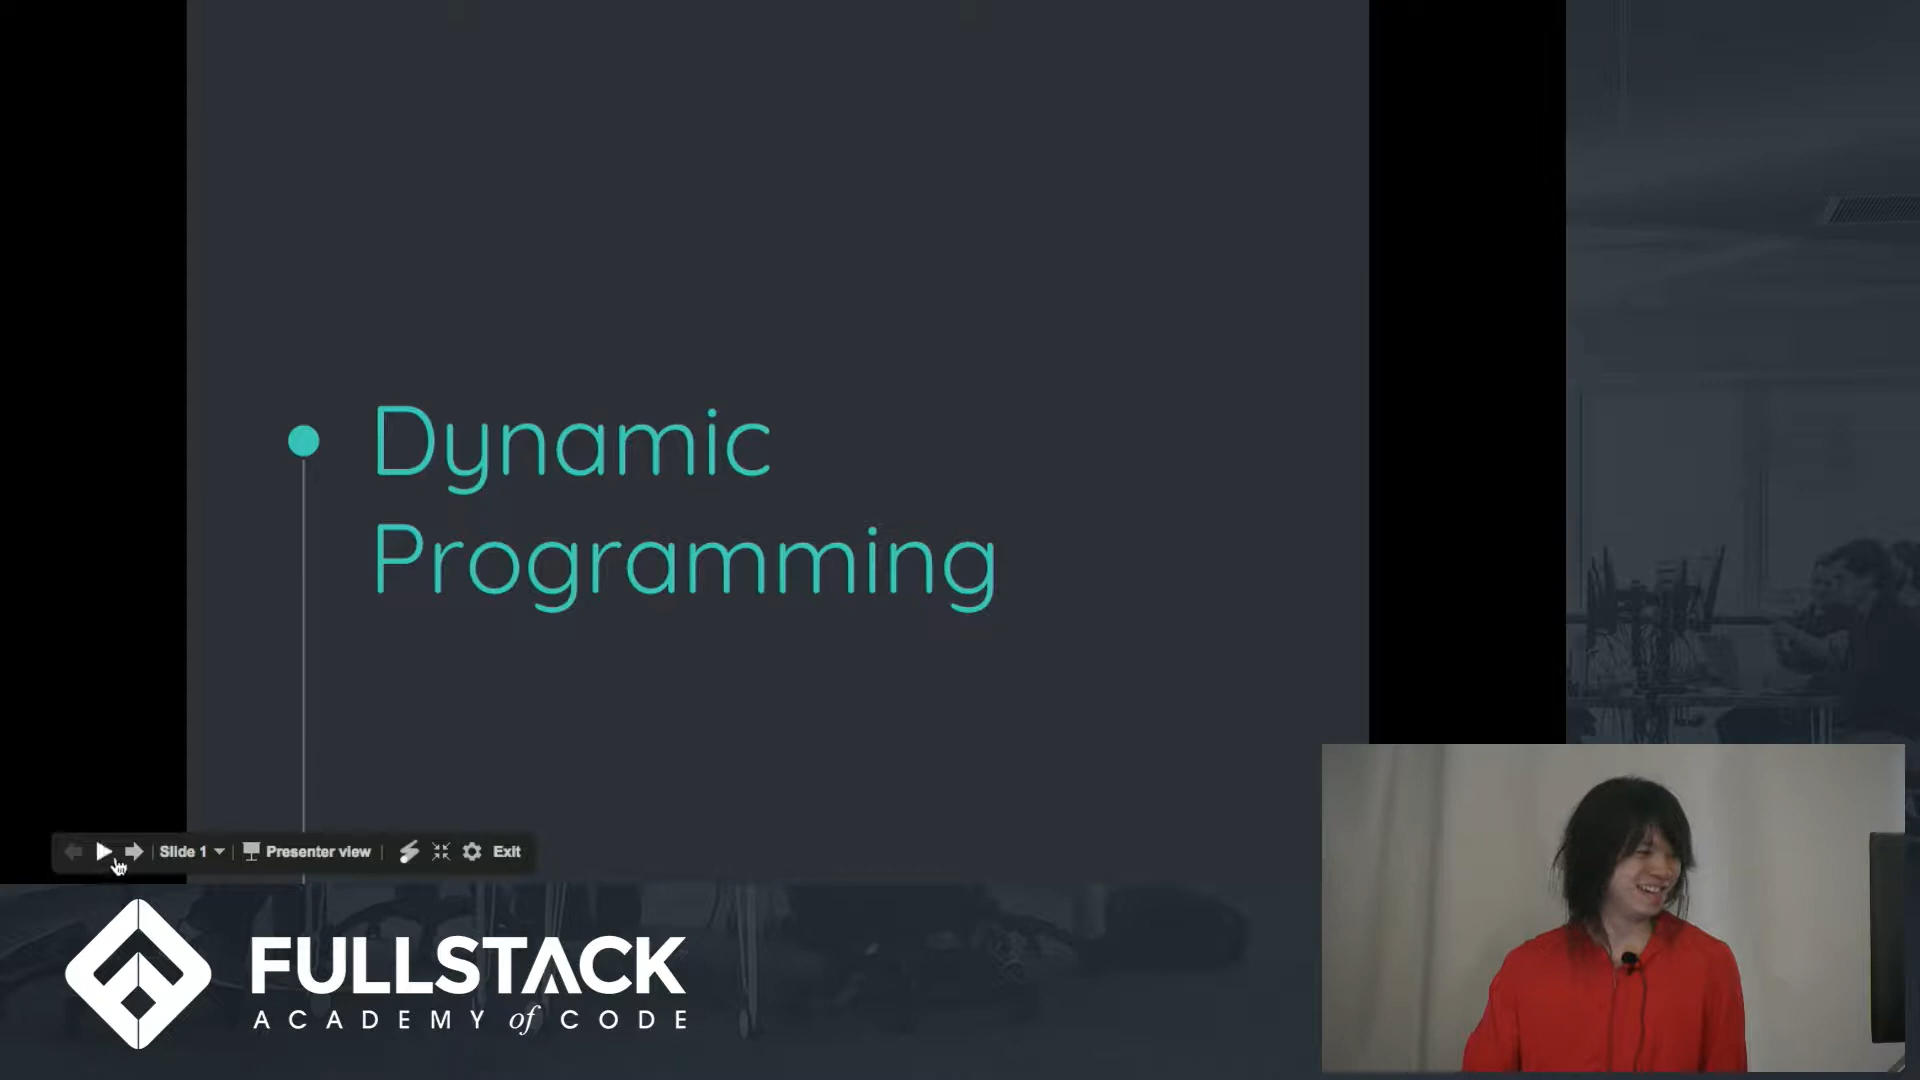 Dynamic
Programming
Slide 1
Presenter view
Exit
FULLSTACK
ACADEMY of CODE